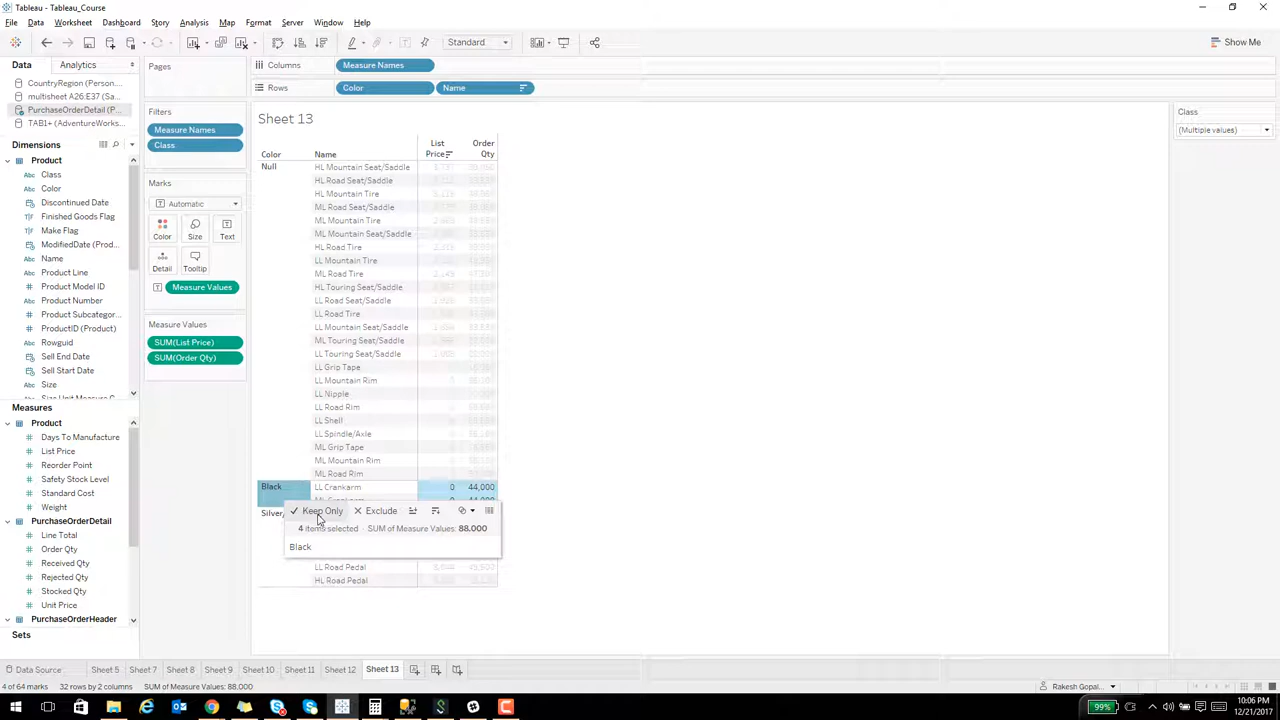 Tableau - Tableau_Course
File Data Worksheet Dashboard Story Analysis Map Format Server Window Help
Standard
Show Me
Data Analytics
CountryRegion (Person...
multisheet A26:E37 (Sa...
PurchaseOrderDetail (P...
TAB1+ (AdventureWorks...
Dimensions
Product
Class
Color
Discontinued Date
Finished Goods Flag
Make Flag
ModifiedDate (Prod...
Name
Product Line
Product Model ID
Product Number
Product Subcategor...
ProductID (Product)
Rowguid
Sell End Date
Sell Start Date
Size
Size Unit Measure C...
Measures
Product
Days To Manufacture
List Price
Reorder Point
Safety Stock Level
Standard Cost
Weight
PurchaseOrderDetail
Line Total
Order Qty
Received Qty
Rejected Qty
Stocked Qty
Unit Price
PurchaseOrderHeader
Sets
Pages
Filters
Measure Names
Class
Marks
Automatic
Color Size Text
Detail Tooltip
Measure Values
Measure Values
SUM(List Price)
SUM(Order Qty)
Columns Measure Names
Rows Color Name
Sheet 13
Color Name List Price Order Qty
Null HL Mountain Seat/Saddle
HL Road Seat/Saddle
HL Mountain Tire
ML Road Seat/Saddle
ML Mountain Tire
ML Mountain Seat/Saddle
HL Road Tire
LL Mountain Tire
ML Road Tire
HL Touring Seat/Saddle
LL Road Seat/Saddle
LL Road Tire
LL Mountain Seat/Saddle
ML Touring Seat/Saddle
LL Touring Seat/Saddle
LL Grip Tape
LL Mountain Rim
LL Nipple
LL Road Rim
LL Shell
LL Spindle/Axle
ML Grip Tape
ML Mountain Rim
ML Road Rim
Black LL Crankarm 0 44,000
Keep Only Exclude
4 items selected · SUM of Measure Values: 88,000
Black
LL Road Pedal
HL Road Pedal
Class
(Multiple values)
Data Source Sheet 5 Sheet 7 Sheet 8 Sheet 9 Sheet 10 Sheet 11 Sheet 12 Sheet 13
4 of 64 marks 32 rows by 2 columns SUM of Measure Values: 88,000
Rakesh Gopal...
99%
10:06 PM
12/21/2017